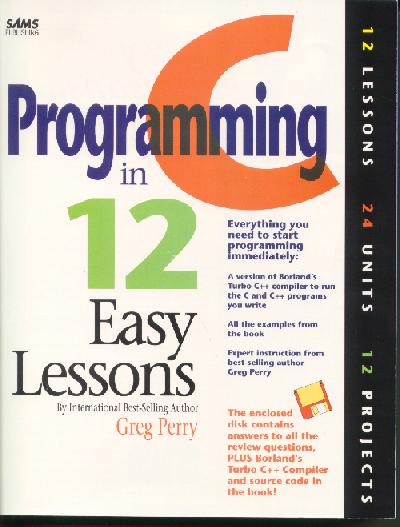 SAMS
PUBLISHING
C
Programming
in
12
Easy
Lessons
By International Best-Selling Author
Greg Perry
Everything you
need to start
programming
immediately:
A version of Borland's
Turbo C++ compiler to run
the C and C++ programs
you write
All the examples from
the book
Expert instruction from
best-selling author
Greg Perry
The enclosed
disk contains
answers to all the
review questions,
PLUS Borland's
Turbo C++ Compiler
and source code in
the book!
12 LESSONS 24 UNITS 12 PROJECTS